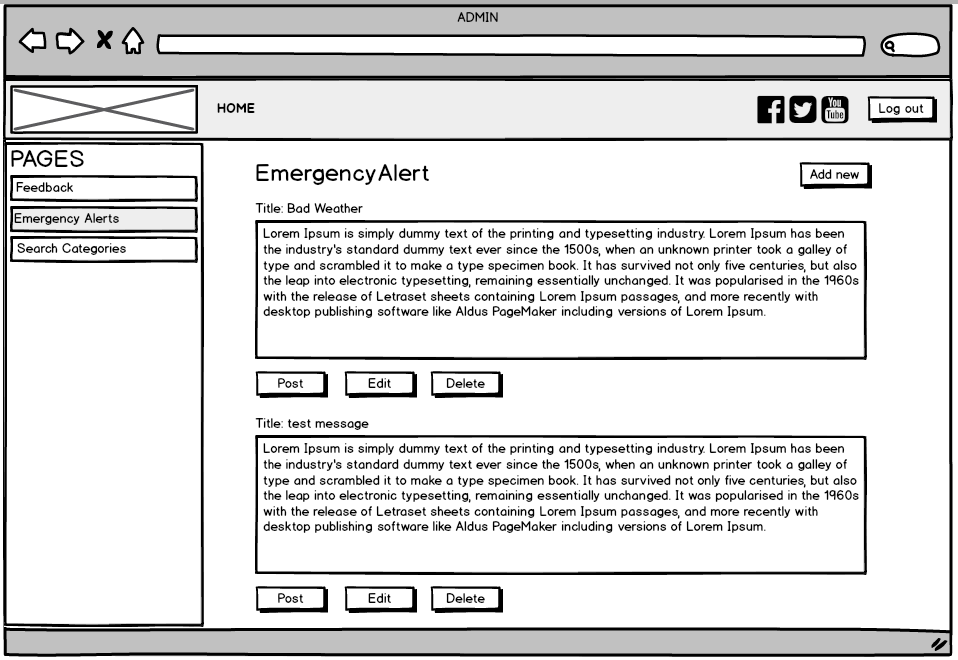 ADMIN
HOME
You
Tube
Log out
PAGES
Feedback
Emergency Alerts
Search Categories
EmergencyAlert
Add new
Title: Bad Weather
Lorem Ipsum is simply dummy text of the printing and typesetting industry. Lorem Ipsum has been
the industry's standard dummy text ever since the 1500s, when an unknown printer took a galley of
type and scrambled it to make a type specimen book. It has survived not only five centuries, but also
the leap into electronic typesetting, remaining essentially unchanged. It was popularised in the 1960s
with the release of Letraset sheets containing Lorem Ipsum passages, and more recently with
desktop publishing software like Aldus PageMaker including versions of Lorem Ipsum.
Post Edit Delete
Title: test message
Lorem Ipsum is simply dummy text of the printing and typesetting industry. Lorem Ipsum has been
the industry's standard dummy text ever since the 1500s, when an unknown printer took a galley of
type and scrambled it to make a type specimen book. It has survived not only five centuries, but also
the leap into electronic typesetting, remaining essentially unchanged. It was popularised in the 1960s
with the release of Letraset sheets containing Lorem Ipsum passages, and more recently with
desktop publishing software like Aldus PageMaker including versions of Lorem Ipsum.
Post Edit Delete